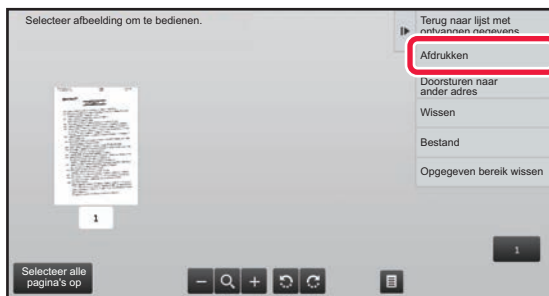 Selecteer afbeelding om te bedienen.
Terug naar lijst met
ontvangen gegevens
Afdrukken
Doorsturen naar
ander adres
Wissen
Bestand
Opgegeven bereik wissen
1
1
Selecteer alle
pagina's op